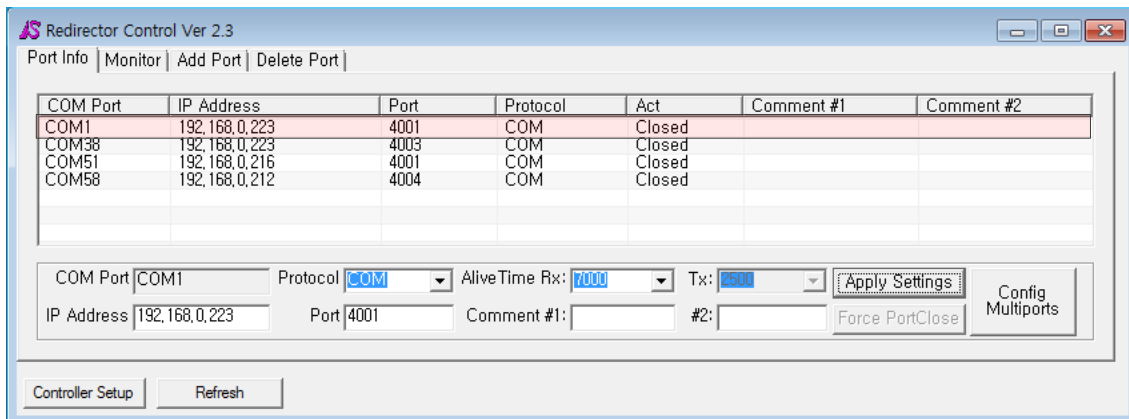 Redirector Control Ver 2.3
Port Info Monitor Add Port Delete Port
COM Port IP Address Port Protocol Act Comment #1 Comment #2
COM1 192,168,0,223 4001 COM Closed
COM38 192,168,0,223 4003 COM Closed
COM51 192,168,0,216 4001 COM Closed
COM58 192,168,0,212 4004 COM Closed
COM Port COM1 Protocol COM AliveTime Rx: 7000 Tx: 2500 Apply Settings
IP Address 192,168,0,223 Port 4001 Comment #1: #2: Force PortClose
Config
Multiports
Controller Setup Refresh